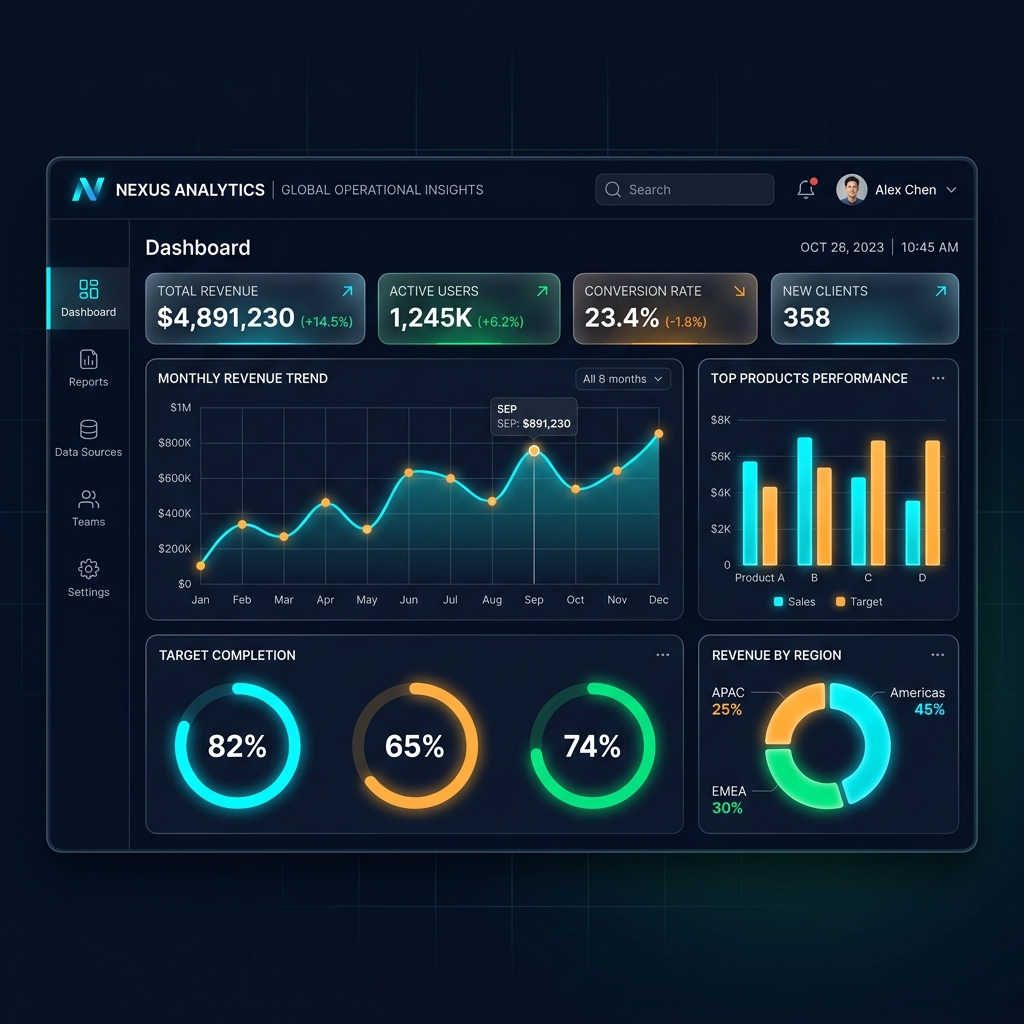 NEXUS ANALYTICS | GLOBAL OPERATIONAL INSIGHTS
Search
Alex Chen
Dashboard
OCT 28, 2023 | 10:45 AM
Dashboard
Reports
Data Sources
Teams
Settings
TOTAL REVENUE
$4,891,230 (+14.5%)
ACTIVE USERS
1,245K (+6.2%)
CONVERSION RATE
23.4% (-1.8%)
NEW CLIENTS
358
MONTHLY REVENUE TREND
All 8 months
$1M
$800K
$600K
$400K
$200K
$0
SEP
SEP: $891,230
Jan Feb Mar Apr May Jun Jul Aug Sep Oct Nov Dec
TOP PRODUCTS PERFORMANCE
$8K
$6K
$4K
$2K
0
Product A B C D
Sales Target
TARGET COMPLETION
82% 65% 74%
REVENUE BY REGION
APAC
25%
Americas
45%
EMEA
30%